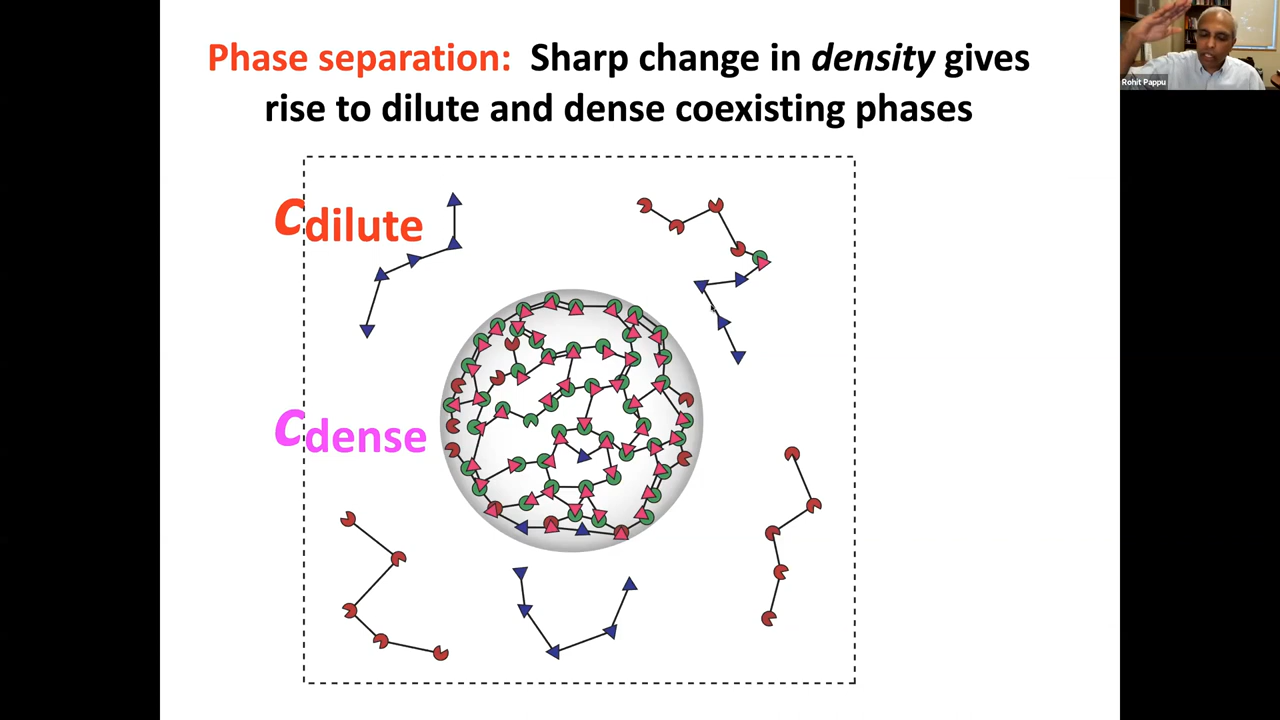 Phase separation: Sharp change in density gives
rise to dilute and dense coexisting phases
Rohit Pappu
cdilute
cdense